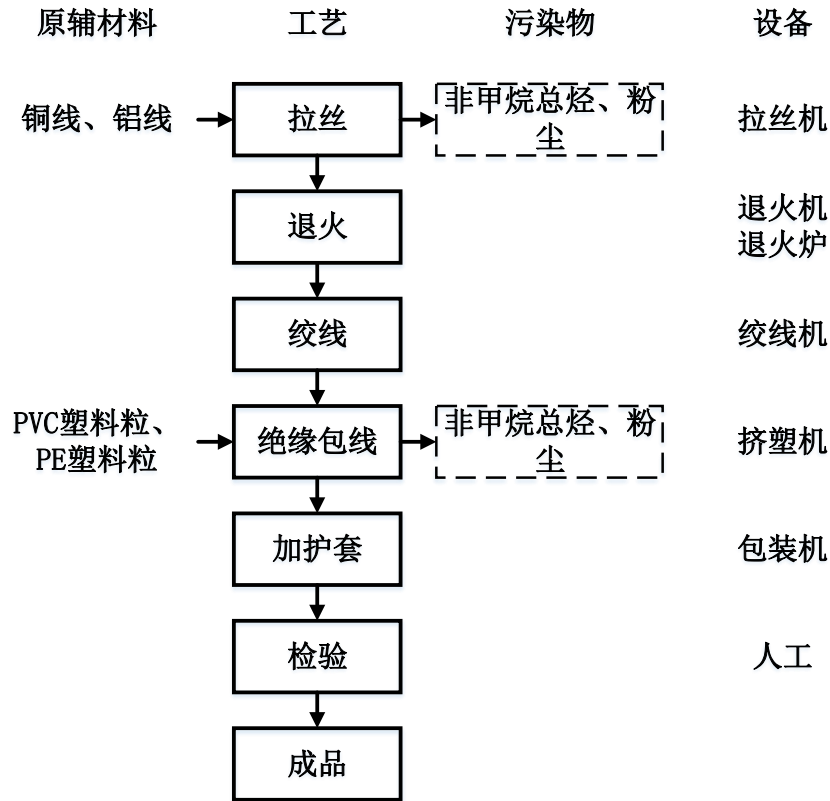 原辅材料 工艺 污染物 设备
铜线、铝线 拉丝 非甲烷总烃、粉
尘 拉丝机
退火 退火机
退火炉
绞线 绞线机
PVC塑料粒、
PE塑料粒 绝缘包线 非甲烷总烃、粉
尘 挤塑机
加护套 包装机
检验 人工
成品